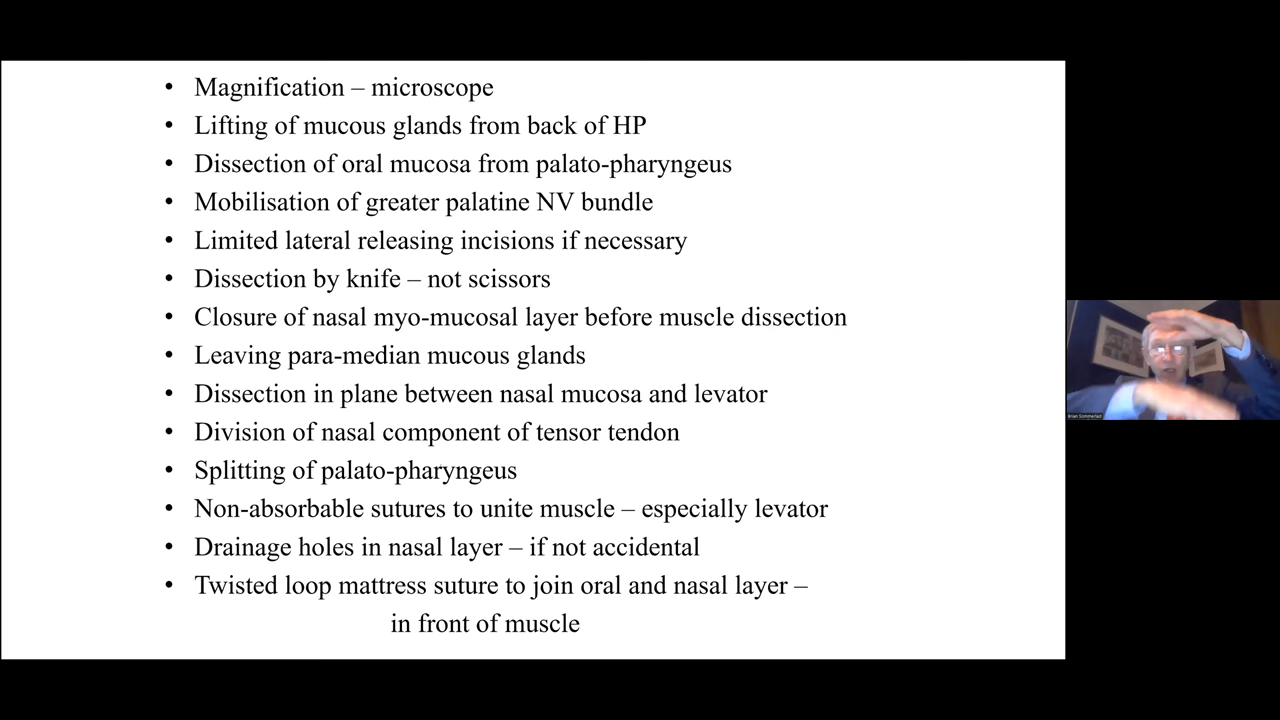 • Magnification – microscope
• Lifting of mucous glands from back of HP
• Dissection of oral mucosa from palato-pharyngeus
• Mobilisation of greater palatine NV bundle
• Limited lateral releasing incisions if necessary
• Dissection by knife – not scissors
• Closure of nasal myo-mucosal layer before muscle dissection
• Leaving para-median mucous glands
• Dissection in plane between nasal mucosa and levator
• Division of nasal component of tensor tendon
• Splitting of palato-pharyngeus
• Non-absorbable sutures to unite muscle – especially levator
• Drainage holes in nasal layer – if not accidental
• Twisted loop mattress suture to join oral and nasal layer –
in front of muscle
Brian Sommerlad